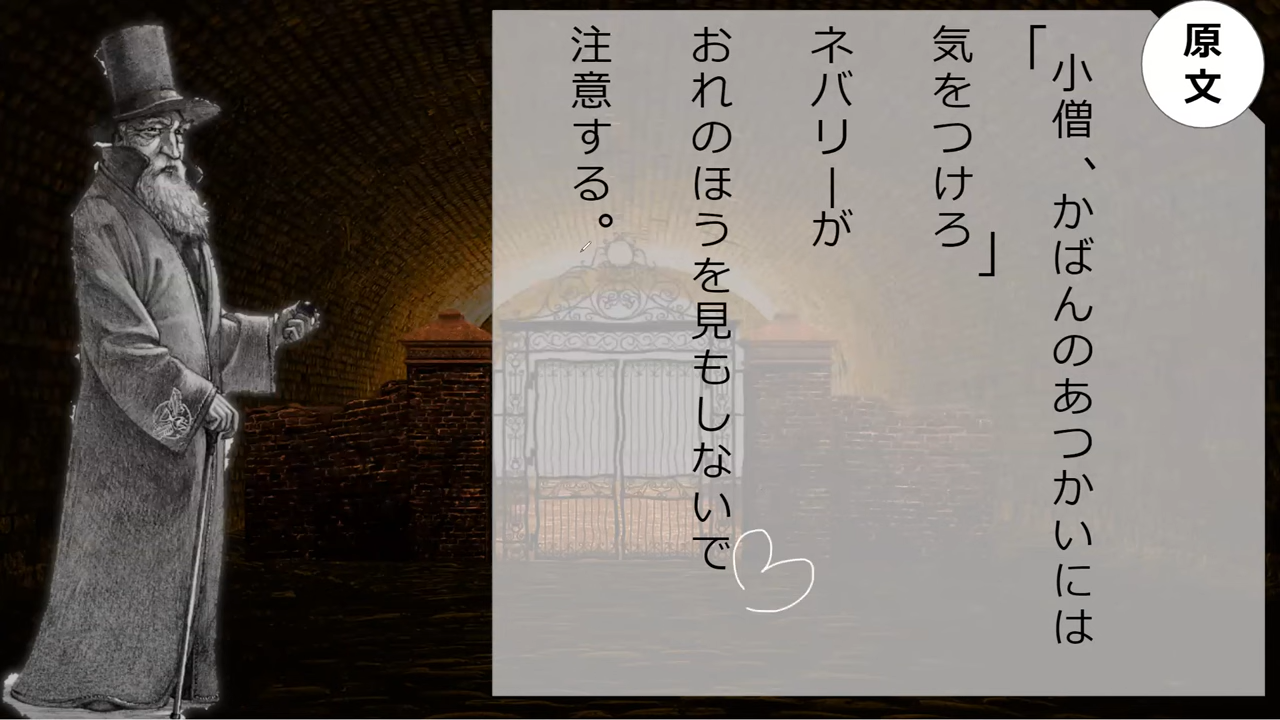 原文
「小僧、かばんのあつかいには
気をつけろ」
ネバリーが
おれのほうを見もしないで
注意する。